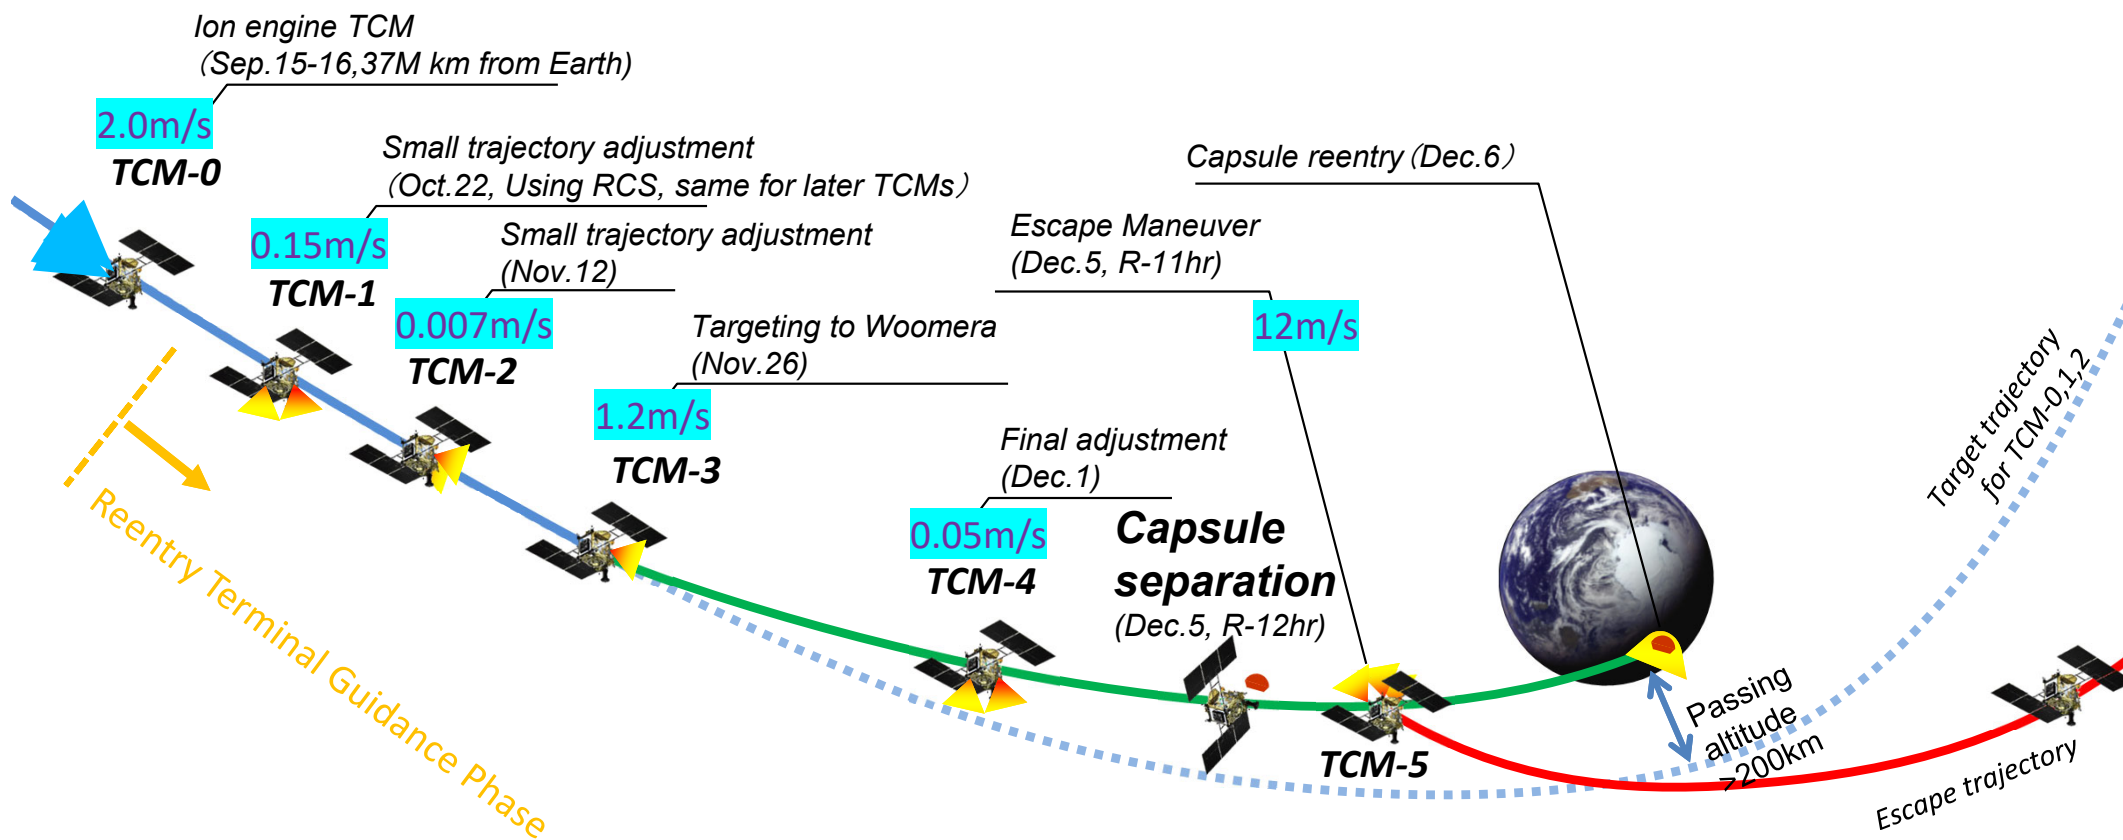 Ion engine TCM
（Sep.15-16,37M km from Earth)
2.0m/s
TCM-0
Small trajectory adjustment
（Oct.22, Using RCS, same for later TCMs）
0.15m/s
TCM-1
Small trajectory adjustment
(Nov.12)
0.007m/s
TCM-2
Targeting to Woomera
(Nov.26)
1.2m/s
TCM-3
Final adjustment
(Dec.1)
0.05m/s
TCM-4
Capsule
separation
(Dec.5, R-12hr)
Escape Maneuver
(Dec.5, R-11hr)
12m/s
TCM-5
Capsule reentry（Dec.6）
Target trajectory
for TCM-0,1,2
Passing
altitude
>200km
Escape trajectory
Reentry Terminal Guidance Phase